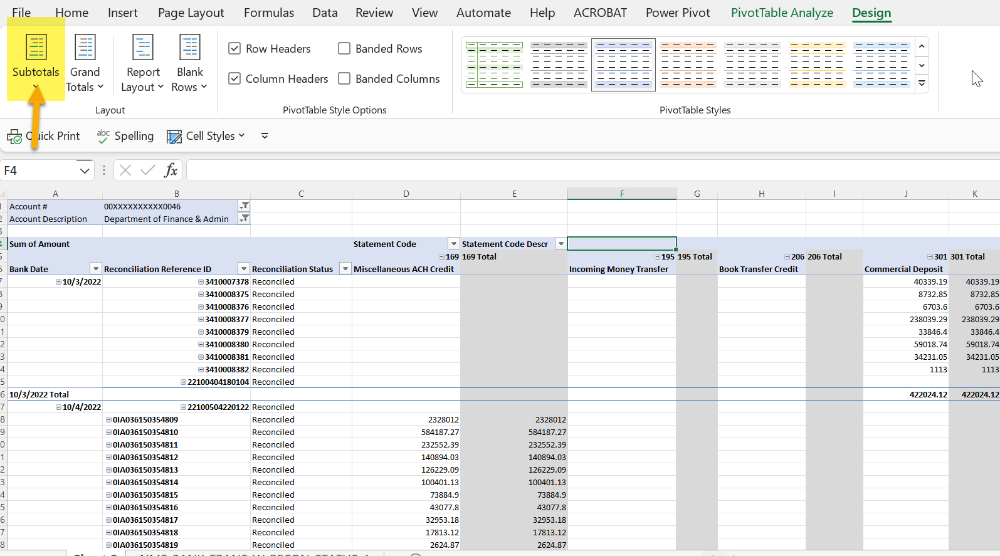 File Home Insert Page Layout Formulas Data Review View Automate Help ACROBAT Power Pivot PivotTable Analyze Design
Subtotals
Grand Totals
Report Layout
Blank Rows
Layout
Row Headers Banded Rows
Column Headers Banded Columns
PivotTable Style Options
PivotTable Styles
Quick Print abc Spelling Cell Styles
F4 fx
A B C D E F G H I J K
Account # 00XXXXXXXXXX0046
Account Description Department of Finance & Admin
Sum of Amount Statement Code Statement Code Descr
169 169 Total 195 195 Total 206 206 Total 301 301 Total
Bank Date Reconciliation Reference ID Reconciliation Status Miscellaneous ACH Credit Incoming Money Transfer Book Transfer Credit Commercial Deposit
10/3/2022 3410007378 Reconciled 40339.19 40339.19
3410008375 Reconciled 8732.85 8732.85
3410008376 Reconciled 6703.6 6703.6
3410008377 Reconciled 238039.29 238039.29
3410008379 Reconciled 33846.4 33846.4
3410008380 Reconciled 59018.74 59018.74
3410008381 Reconciled 34231.05 34231.05
3410008382 Reconciled 1113 1113
22100404180104 Reconciled
10/3/2022 Total 422024.12 422024.12
10/4/2022 22100504220122 Reconciled
0IA036150354809 Reconciled 2328012 2328012
0IA036150354810 Reconciled 584187.27 584187.27
0IA036150354811 Reconciled 232552.39 232552.39
0IA036150354812 Reconciled 140894.03 140894.03
0IA036150354813 Reconciled 126229.09 126229.09
0IA036150354814 Reconciled 100401.13 100401.13
0IA036150354815 Reconciled 73884.9 73884.9
0IA036150354816 Reconciled 43077.8 43077.8
0IA036150354817 Reconciled 32953.18 32953.18
0IA036150354818 Reconciled 17813.12 17813.12
0IA036150354819 Reconciled 2624.87 2624.87